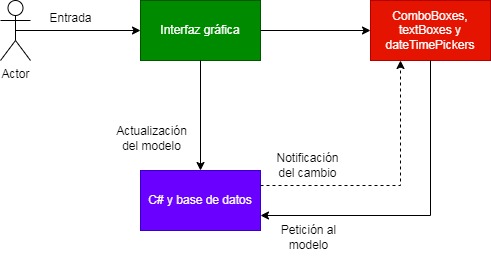 Entrada
Interfaz gráfica
ComboBoxes,
textBoxes y
dateTimePickers
Actor
Actualización
del modelo
Notificación
del cambio
C# y base de datos
Petición al
modelo